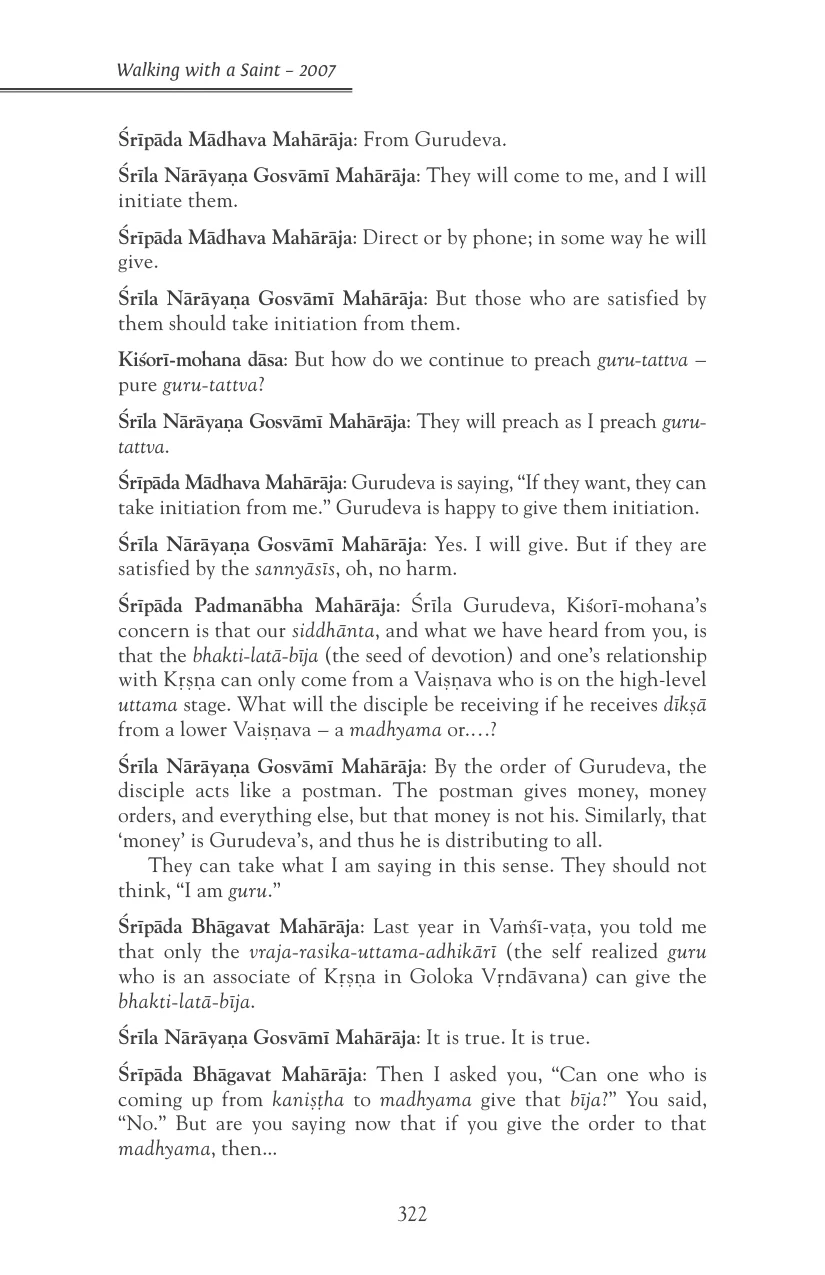 Walking with a Saint – 2007
Śrīpāda Mādhava Mahārāja: From Gurudeva.
Śrīla Nārāyaṇa Gosvāmī Mahārāja: They will come to me, and I will
initiate them.
Śrīpāda Mādhava Mahārāja: Direct or by phone; in some way he will
give.
Śrīla Nārāyaṇa Gosvāmī Mahārāja: But those who are satisfied by
them should take initiation from them.
Kiśorī-mohana dāsa: But how do we continue to preach guru-tattva –
pure guru-tattva?
Śrīla Nārāyaṇa Gosvāmī Mahārāja: They will preach as I preach guru-
tattva.
Śrīpāda Mādhava Mahārāja: Gurudeva is saying, “If they want, they can
take initiation from me.” Gurudeva is happy to give them initiation.
Śrīla Nārāyaṇa Gosvāmī Mahārāja: Yes. I will give. But if they are
satisfied by the sannyāsīs, oh, no harm.
Śrīpāda Padmanābha Mahārāja: Śrīla Gurudeva, Kiśorī-mohana’s
concern is that our siddhānta, and what we have heard from you, is
that the bhakti-latā-bīja (the seed of devotion) and one’s relationship
with Kṛṣṇa can only come from a Vaiṣṇava who is on the high-level
uttama stage. What will the disciple be receiving if he receives dīkṣā
from a lower Vaiṣṇava – a madhyama or.…?
Śrīla Nārāyaṇa Gosvāmī Mahārāja: By the order of Gurudeva, the
disciple acts like a postman. The postman gives money, money
orders, and everything else, but that money is not his. Similarly, that
‘money’ is Gurudeva’s, and thus he is distributing to all.
They can take what I am saying in this sense. They should not
think, “I am guru.”
Śrīpāda Bhāgavat Mahārāja: Last year in Vaṁśī-vaṭa, you told me
that only the vraja-rasika-uttama-adhikārī (the self realized guru
who is an associate of Kṛṣṇa in Goloka Vṛndāvana) can give the
bhakti-latā-bīja.
Śrīla Nārāyaṇa Gosvāmī Mahārāja: It is true. It is true.
Śrīpāda Bhāgavat Mahārāja: Then I asked you, “Can one who is
coming up from kaniṣṭha to madhyama give that bīja?” You said,
“No.” But are you saying now that if you give the order to that
madhyama, then...
322